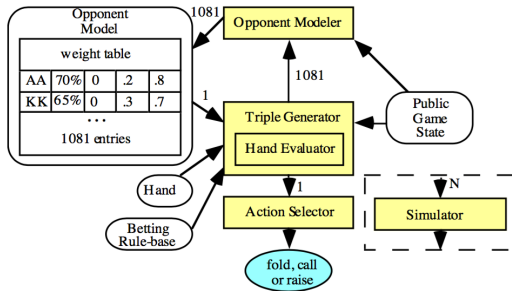 Opponent
Model
weight table
AA 70% 0 .2 .8
KK 65% 0 .3 .7
...
1081 entries
1081
Opponent Modeler
1081
1
Triple Generator
Hand Evaluator
Public
Game
State
Hand
Betting
Rule-base
1
Action Selector
N
Simulator
fold, call
or raise